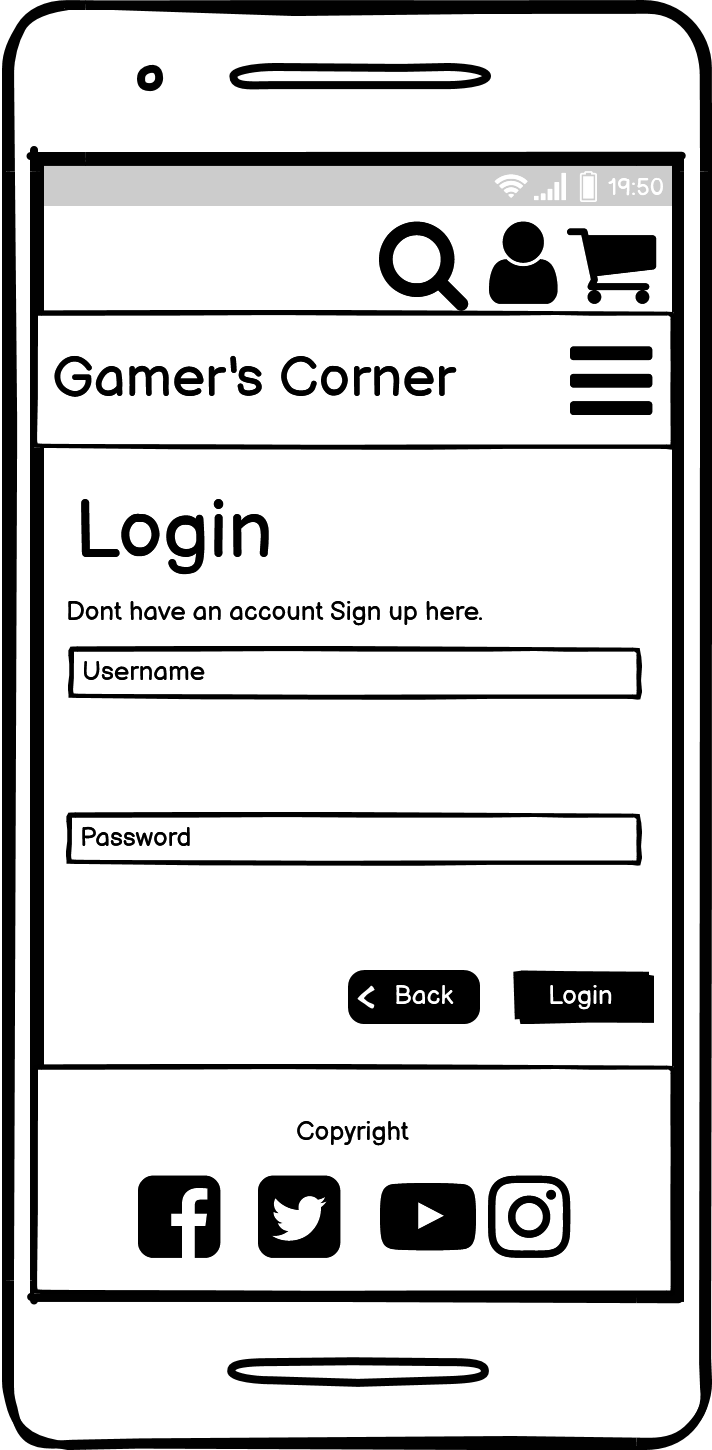 19:50
Gamer's Corner
Login
Dont have an account Sign up here.
Username
Password
Back
Login
Copyright